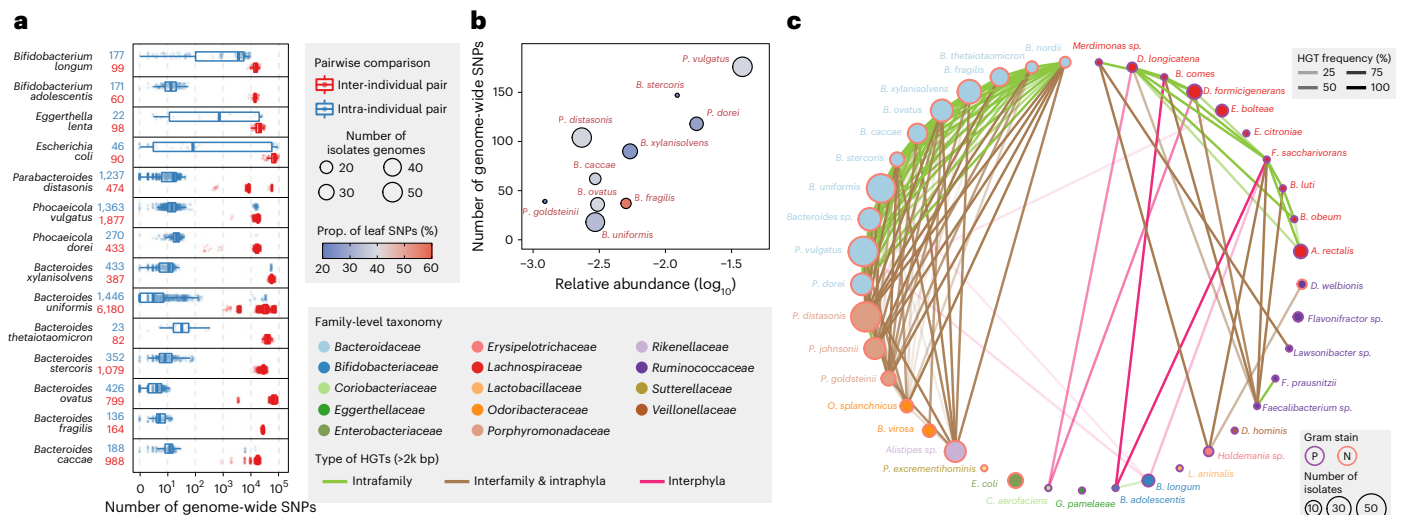 a
Bifidobacterium longum 177 99
Bifidobacterium adolescentis 171 60
Eggerthella lenta 22 98
Escherichia coli 46 90
Parabacteroides distasonis 1,237 474
Phocaeicola vulgatus 1,363 1,877
Phocaeicola dorei 270 433
Bacteroides xylanisolvens 433 387
Bacteroides uniformis 1,446 6,180
Bacteroides thetaiotaomicron 23 82
Bacteroides stercoris 352 1,079
Bacteroides ovatus 426 799
Bacteroides fragilis 136 164
Bacteroides caccae 188 988
0 10¹ 10² 10³ 10⁴ 10⁵
Number of genome-wide SNPs
Pairwise comparison
Inter-individual pair
Intra-individual pair
Number of
isolates genomes
20 40
30 50
Prop. of leaf SNPs (%)
20 30 40 50 60
b
Number of genome-wide SNPs
150
100
50
0
P. vulgatus
B. stercoris
P. dorei
P. distasonis
B. xylanisolvens
B. caccae
B. ovatus
B. fragilis
P. goldsteinii
B. uniformis
−3.0 −2.5 −2.0 −1.5
Relative abundance (log₁₀)
Family-level taxonomy
Bacteroidaceae
Bifidobacteriaceae
Coriobacteriaceae
Eggerthellaceae
Enterobacteriaceae
Erysipelotrichaceae
Lachnospiraceae
Lactobacillaceae
Odoribacteraceae
Porphyromonadaceae
Rikenellaceae
Ruminococcaceae
Sutterellaceae
Veillonellaceae
Type of HGTs (>2k bp)
Intrafamily
Interfamily & intraphyla
Interphyla
c
B. nordii
B. thetaiotaomicron
B. fragilis
B. xylanisolvens
B. ovatus
B. caccae
B. stercoris
B. uniformis
Bacteroides sp.
P. vulgatus
P. dorei
P. distasonis
P. johnsonii
P. goldsteinii
O. splanchnicus
B. virosa
Alistipes sp.
P. excrementihominis
E. coli
C. aerofaciens
G. pamelaeae
B. adolescentis
B. longum
L. animalis
Holdemania sp.
D. hominis
Faecalibacterium sp.
F. prausnitzii
Lawsonibacter sp.
Flavonifractor sp.
D. welbionis
A. rectalis
B. obeum
B. luti
F. saccharivorans
E. citroniae
E. bolteae
D. formicigenerans
B. comes
D. longicatena
Merdimonas sp.
HGT frequency (%)
25 75
50 100
Gram stain
P N
Number of
isolates
10 30 50